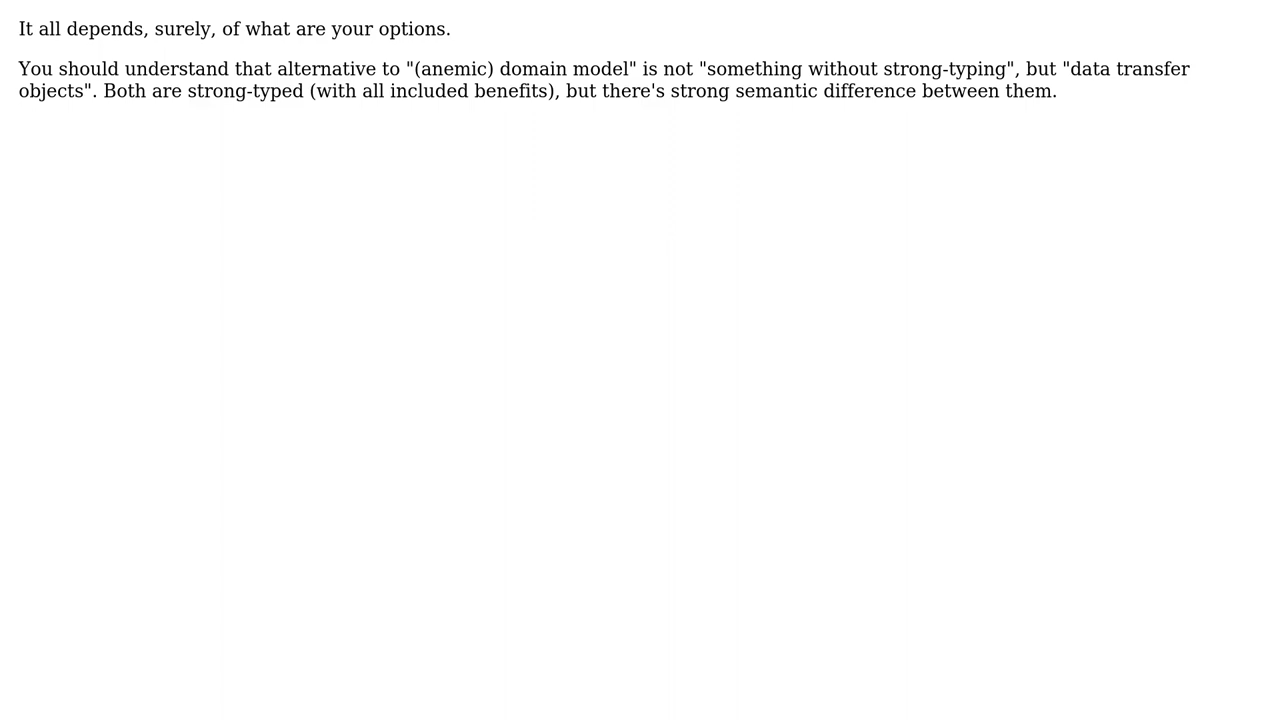 It all depends, surely, of what are your options.
You should understand that alternative to "(anemic) domain model" is not "something without strong-typing", but "data transfer
objects". Both are strong-typed (with all included benefits), but there's strong semantic difference between them.